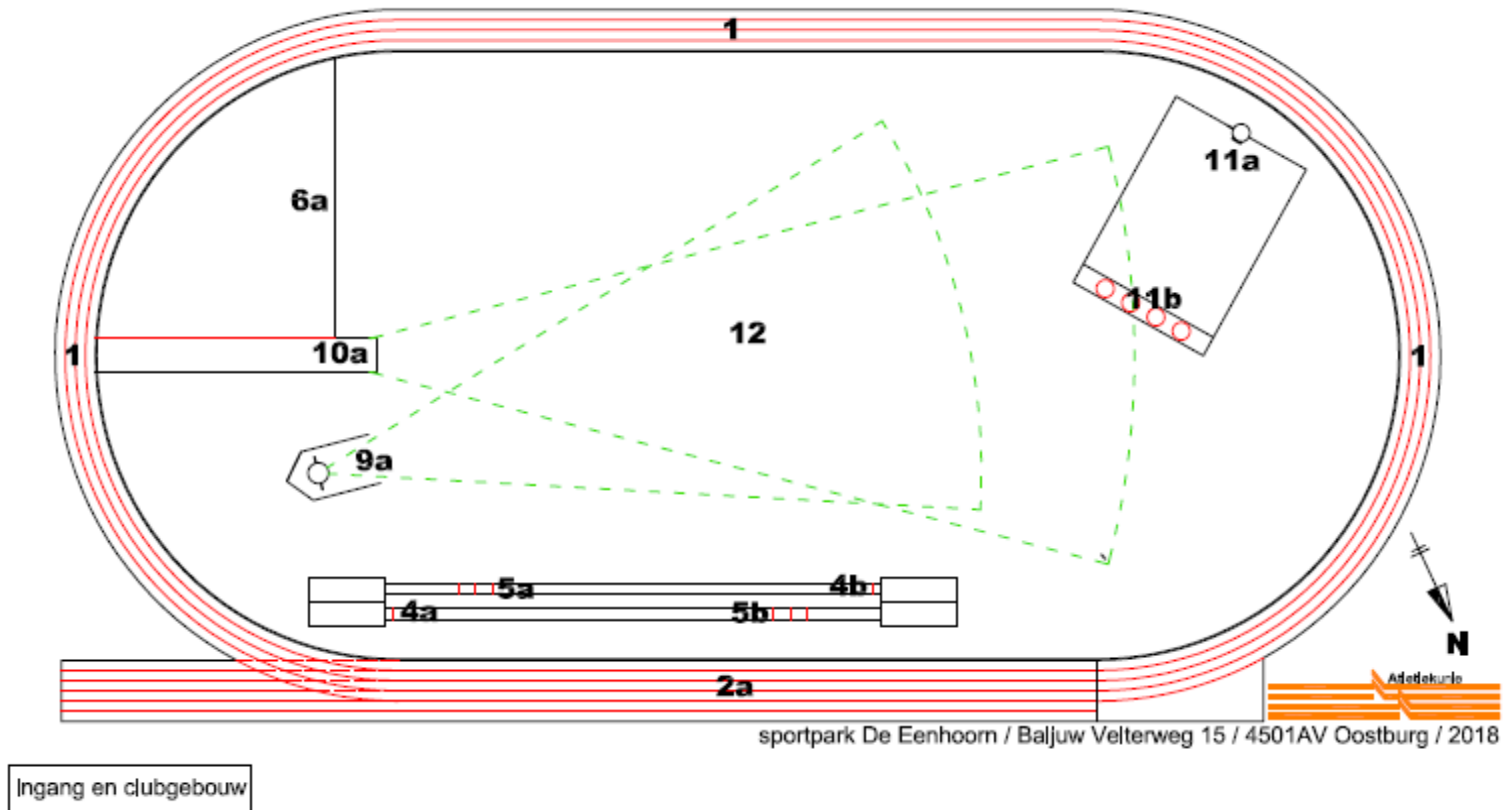 1
6a
11a
11b
12
1
10a
1
9a
5a
4b
4a
5b
N
2a
Atletiekunie
sportpark De Eenhoorn / Baljuw Velterweg 15 / 4501AV Oostburg / 2018
Ingang en clubgebouw